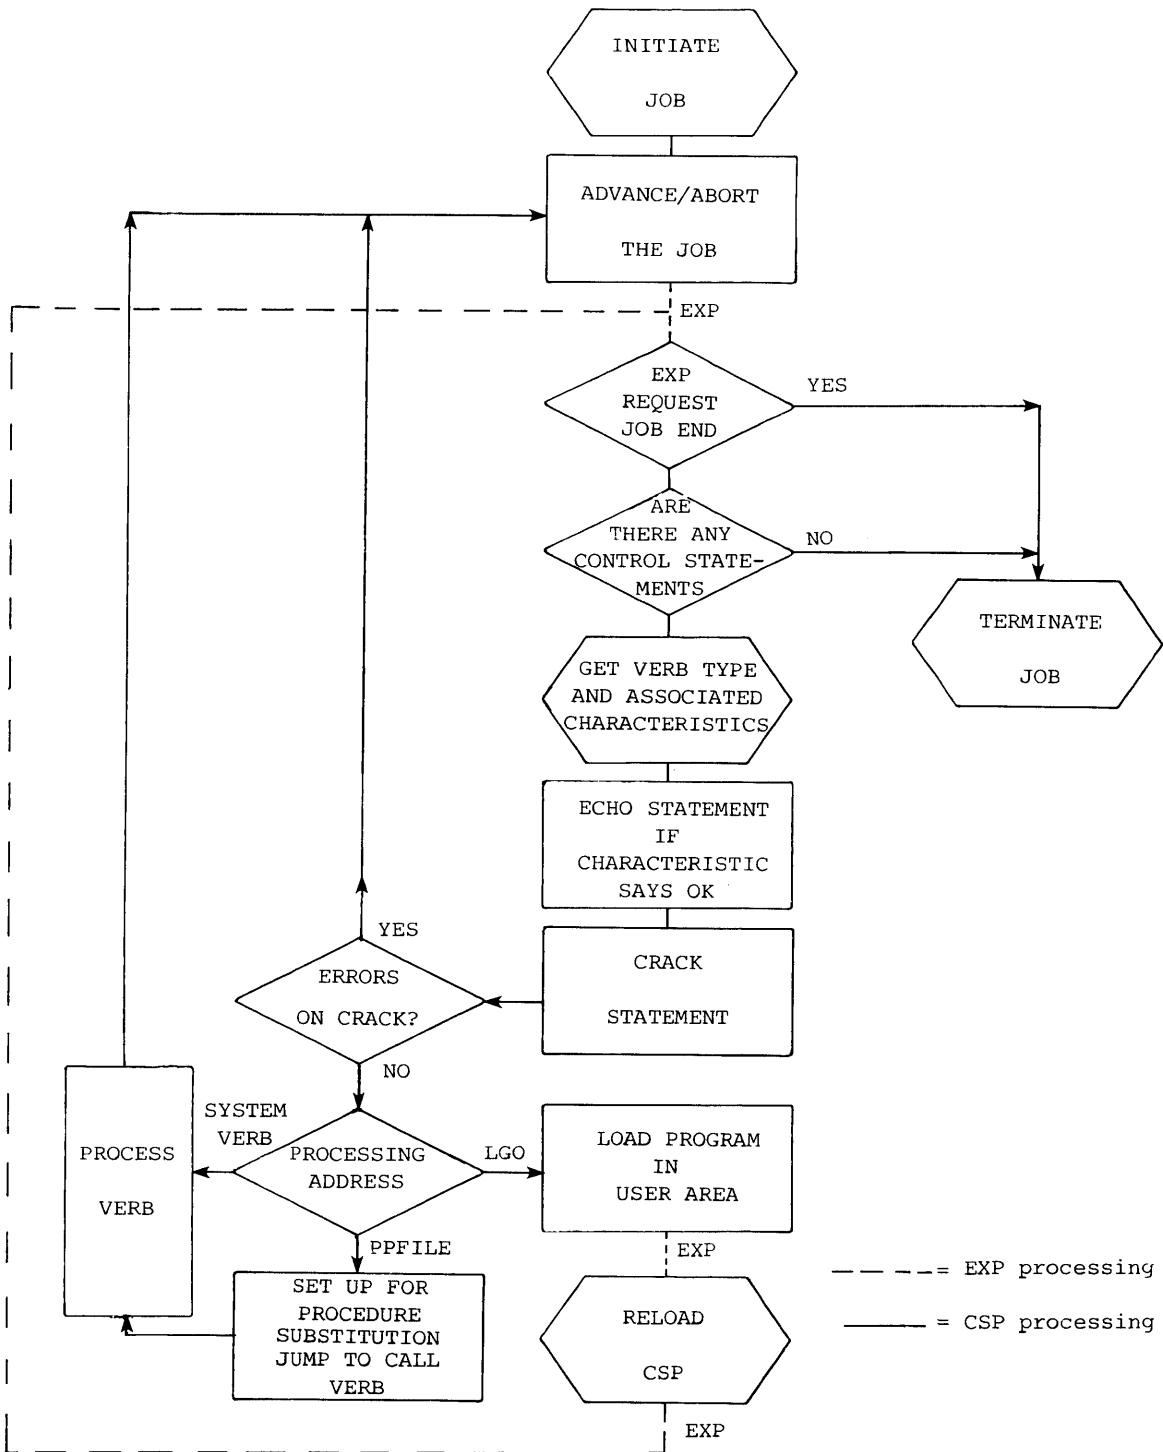 INITIATE
JOB
ADVANCE/ABORT
THE JOB
EXP
EXP
REQUEST
JOB END
YES
ARE
THERE ANY
CONTROL STATE-
MENTS
NO
TERMINATE
JOB
GET VERB TYPE
AND ASSOCIATED
CHARACTERISTICS
ECHO STATEMENT
IF
CHARACTERISTIC
SAYS OK
CRACK
STATEMENT
YES
ERRORS
ON CRACK?
NO
SYSTEM
VERB
PROCESSING
ADDRESS
LGO
LOAD PROGRAM
IN
USER AREA
PROCESS
VERB
PPFILE
SET UP FOR
PROCEDURE
SUBSTITUTION
JUMP TO CALL
VERB
EXP
RELOAD
CSP
EXP
= EXP processing
= CSP processing